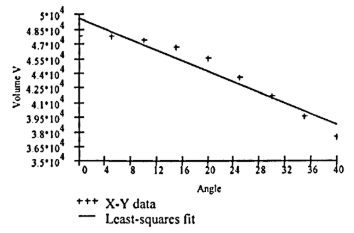 5*10^4
4.85*10^4
4.7*10^4
4.55*10^4
4.4*10^4
4.25*10^4
4.1*10^4
3.95*10^4
3.8*10^4
3.65*10^4
3.5*10^4
Volume V
0 4 8 12 16 20 24 28 32 36 40
Angle
+++ X-Y data
— Least-squares fit